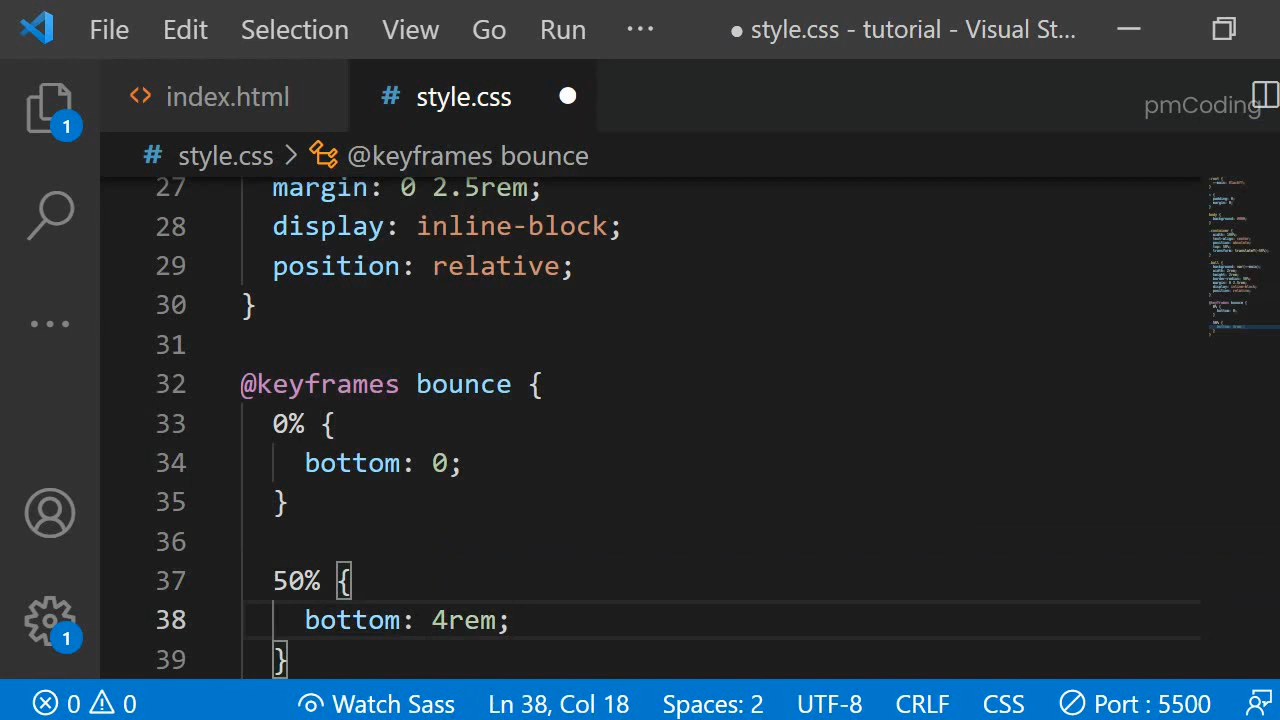 File Edit Selection View Go Run ··· ● style.css - tutorial - Visual St...
index.html # style.css ●
pmCoding
# style.css > @keyframes bounce
27 margin: 0 2.5rem;
28 display: inline-block;
29 position: relative;
30 }
31
32 @keyframes bounce {
33 0% {
34 bottom: 0;
35 }
36
37 50% {
38 bottom: 4rem;
39 }
1
1
0 0 Watch Sass Ln 38, Col 18 Spaces: 2 UTF-8 CRLF CSS Port : 5500